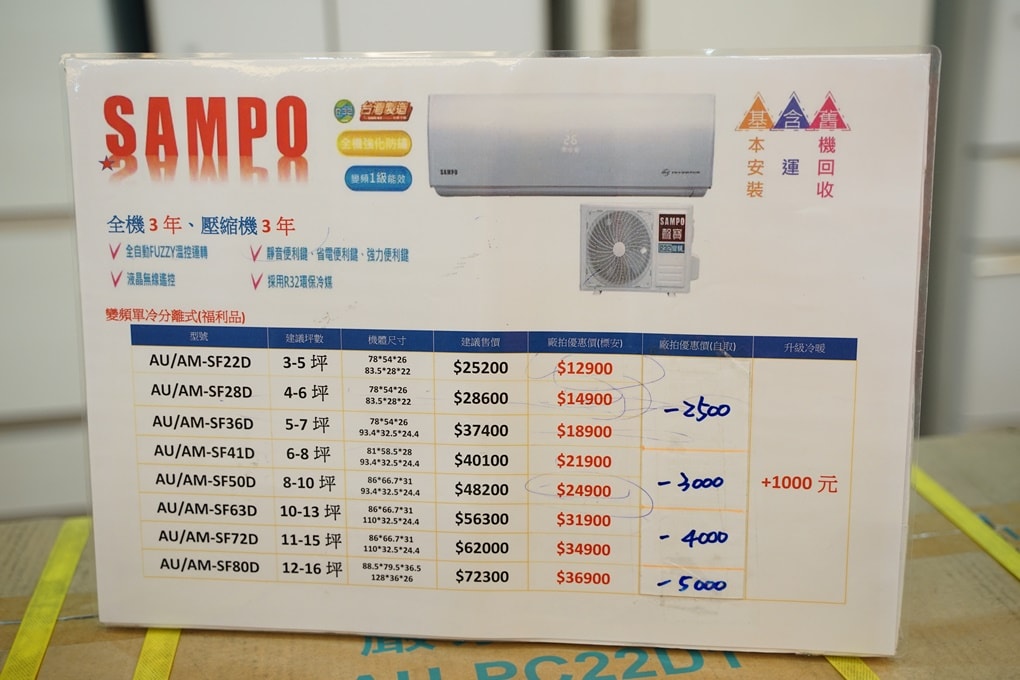 SAMPO
台灣製造
全機強化防鏽
變頻1級能效
26
SAMPO
INVERTER
SAMPO
聲寶
基本安裝
含運
舊機回收
全機 3 年、壓縮機 3 年
全自動FUZZY溫控運轉
靜音便利鍵、省電便利鍵、強力便利鍵
液晶無線遙控
採用R32環保冷媒
變頻單冷分離式(福利品)
型號 建議坪數 機體尺寸 建議售價 廠拍優惠價(標安) 廠拍優惠價(自取) 升級冷暖
AU/AM-SF22D 3-5 坪 78*54*26 83.5*28*22 $25200 $12900
AU/AM-SF28D 4-6 坪 78*54*26 83.5*28*22 $28600 $14900 -2500
AU/AM-SF36D 5-7 坪 78*54*26 93.4*32.5*24.4 $37400 $18900
AU/AM-SF41D 6-8 坪 81*58.5*28 93.4*32.5*24.4 $40100 $21900
AU/AM-SF50D 8-10 坪 86*66.7*31 93.4*32.5*24.4 $48200 $24900 -3000 +1000 元
AU/AM-SF63D 10-13 坪 86*66.7*31 110*32.5*24.4 $56300 $31900
AU/AM-SF72D 11-15 坪 86*66.7*31 110*32.5*24.4 $62000 $34900 -4000
AU/AM-SF80D 12-16 坪 88.5*79.5*36.5 128*36*26 $72300 $36900 -5000